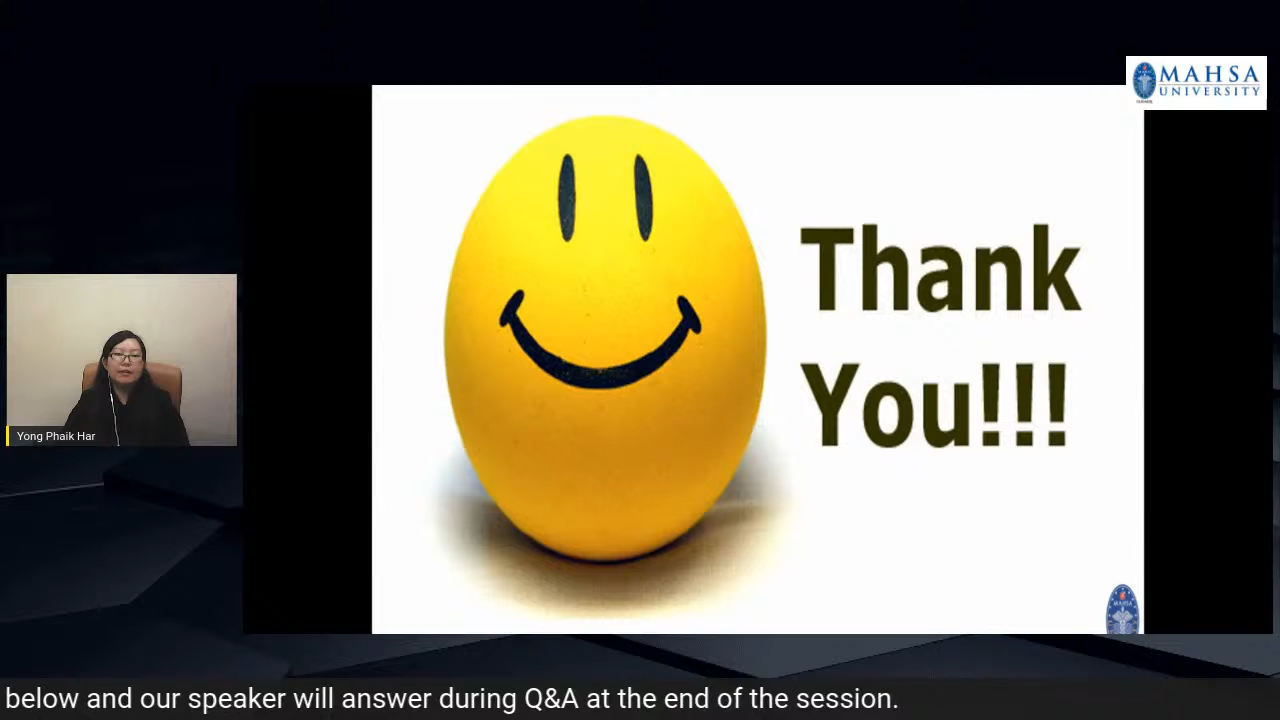 MAHSA
UNIVERSITY
Thank
You!!!
Yong Phaik Har
MAHSA
below and our speaker will answer during Q&A at the end of the session.